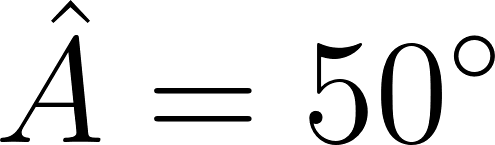 Â = 50°